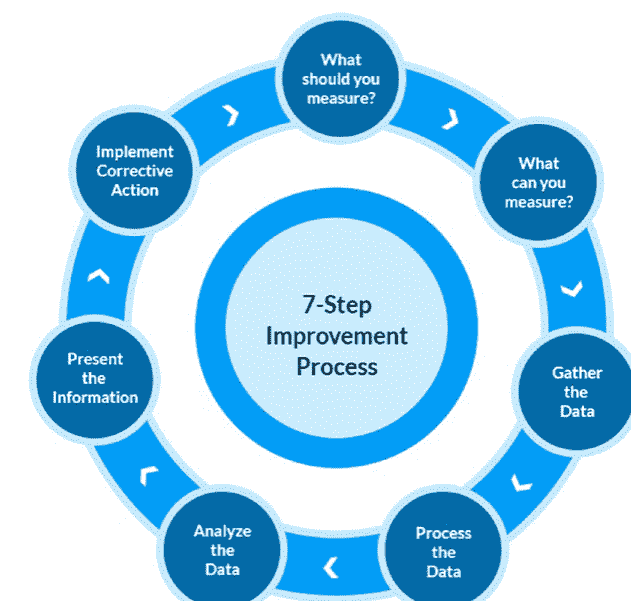 What
should you
measure?
What
can you
measure?
Gather
the
Data
Process
the
Data
Analyze
the
Data
Present
the
Information
Implement
Corrective
Action
7-Step
Improvement
Process